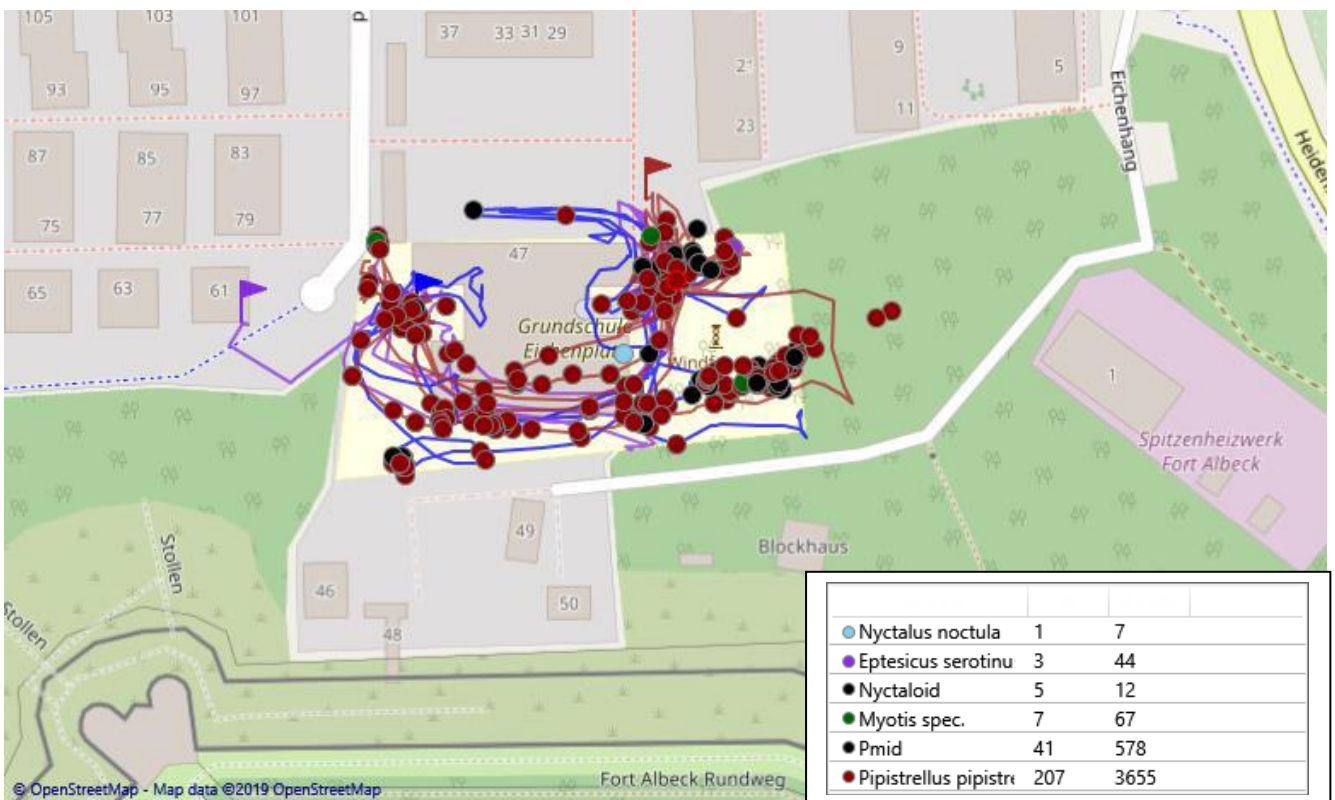 105
103
101
d
37
33 31 29
9
5
93
95
97
23
11
Eichenhang
87
85
83
75
77
79
Heiden
65
63
61
47
Grundschule
1
Spitzenheizwerk
Fort Albeck
49
Blockhaus
46
50
48
Stollen
Stollen
Nyctalus noctula 1 7
Eptesicus serotinu 3 44
Nyctaloid 5 12
Myotis spec. 7 67
Pmid 41 578
Pipistrellus pipistre 207 3655
Fort Albeck Rundweg
© OpenStreetMap - Map data ©2019 OpenStreetMap